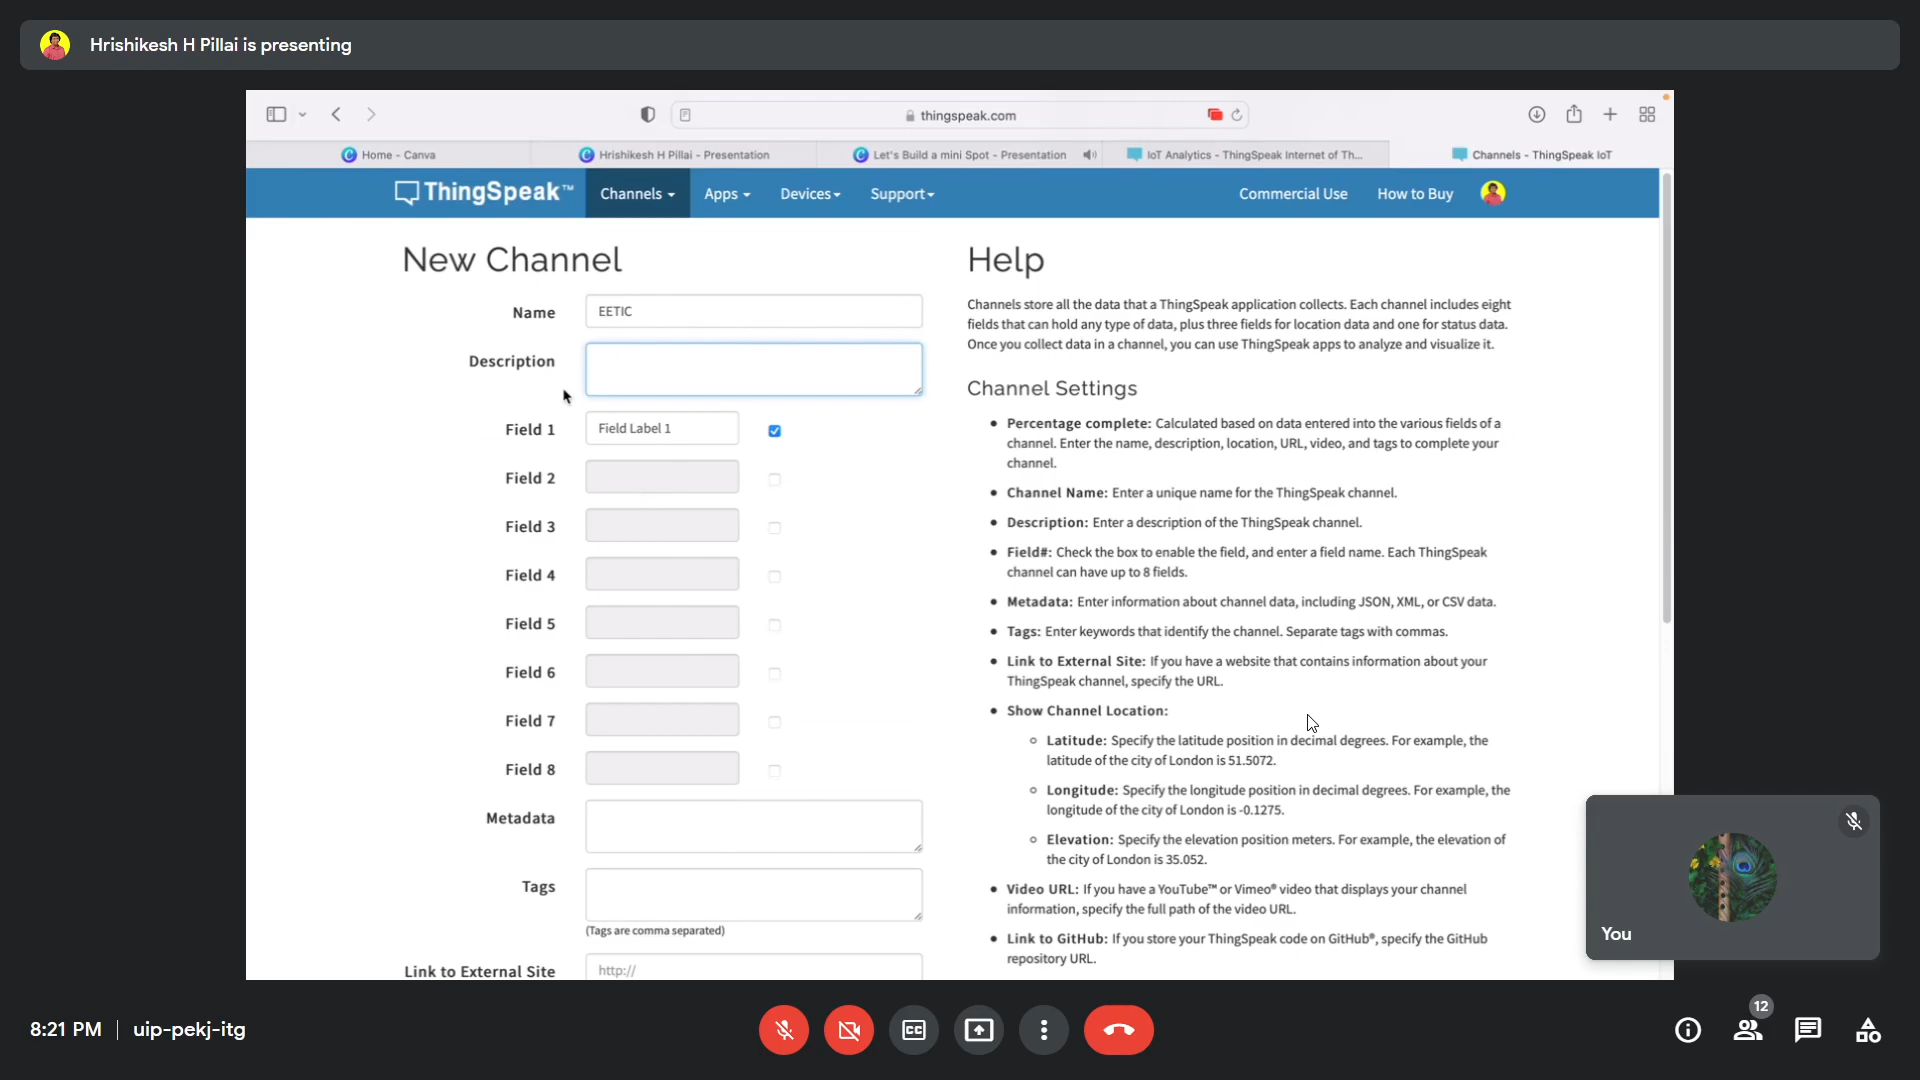 Hrishikesh H Pillai is presenting
thingspeak.com
Home - Canva
Hrishikesh H Pillai - Presentation
Let's Build a mini Spot - Presentation
IoT Analytics - ThingSpeak Internet of Th...
Channels - ThingSpeak IoT
ThingSpeak™
Channels
Apps
Devices
Support
Commercial Use
How to Buy
New Channel
Name
EETIC
Description
Field 1
Field Label 1
Field 2
Field 3
Field 4
Field 5
Field 6
Field 7
Field 8
Metadata
Tags
(Tags are comma separated)
Link to External Site
http://
Help
Channels store all the data that a ThingSpeak application collects. Each channel includes eight
fields that can hold any type of data, plus three fields for location data and one for status data.
Once you collect data in a channel, you can use ThingSpeak apps to analyze and visualize it.
Channel Settings
• Percentage complete: Calculated based on data entered into the various fields of a
channel. Enter the name, description, location, URL, video, and tags to complete your
channel.
• Channel Name: Enter a unique name for the ThingSpeak channel.
• Description: Enter a description of the ThingSpeak channel.
• Field#: Check the box to enable the field, and enter a field name. Each ThingSpeak
channel can have up to 8 fields.
• Metadata: Enter information about channel data, including JSON, XML, or CSV data.
• Tags: Enter keywords that identify the channel. Separate tags with commas.
• Link to External Site: If you have a website that contains information about your
ThingSpeak channel, specify the URL.
• Show Channel Location:
○ Latitude: Specify the latitude position in decimal degrees. For example, the
latitude of the city of London is 51.5072.
○ Longitude: Specify the longitude position in decimal degrees. For example, the
longitude of the city of London is -0.1275.
○ Elevation: Specify the elevation position meters. For example, the elevation of
the city of London is 35.052.
• Video URL: If you have a YouTube™ or Vimeo® video that displays your channel
information, specify the full path of the video URL.
• Link to GitHub: If you store your ThingSpeak code on GitHub®, specify the GitHub
repository URL.
You
8:21 PM | uip-pekj-itg
CC
12